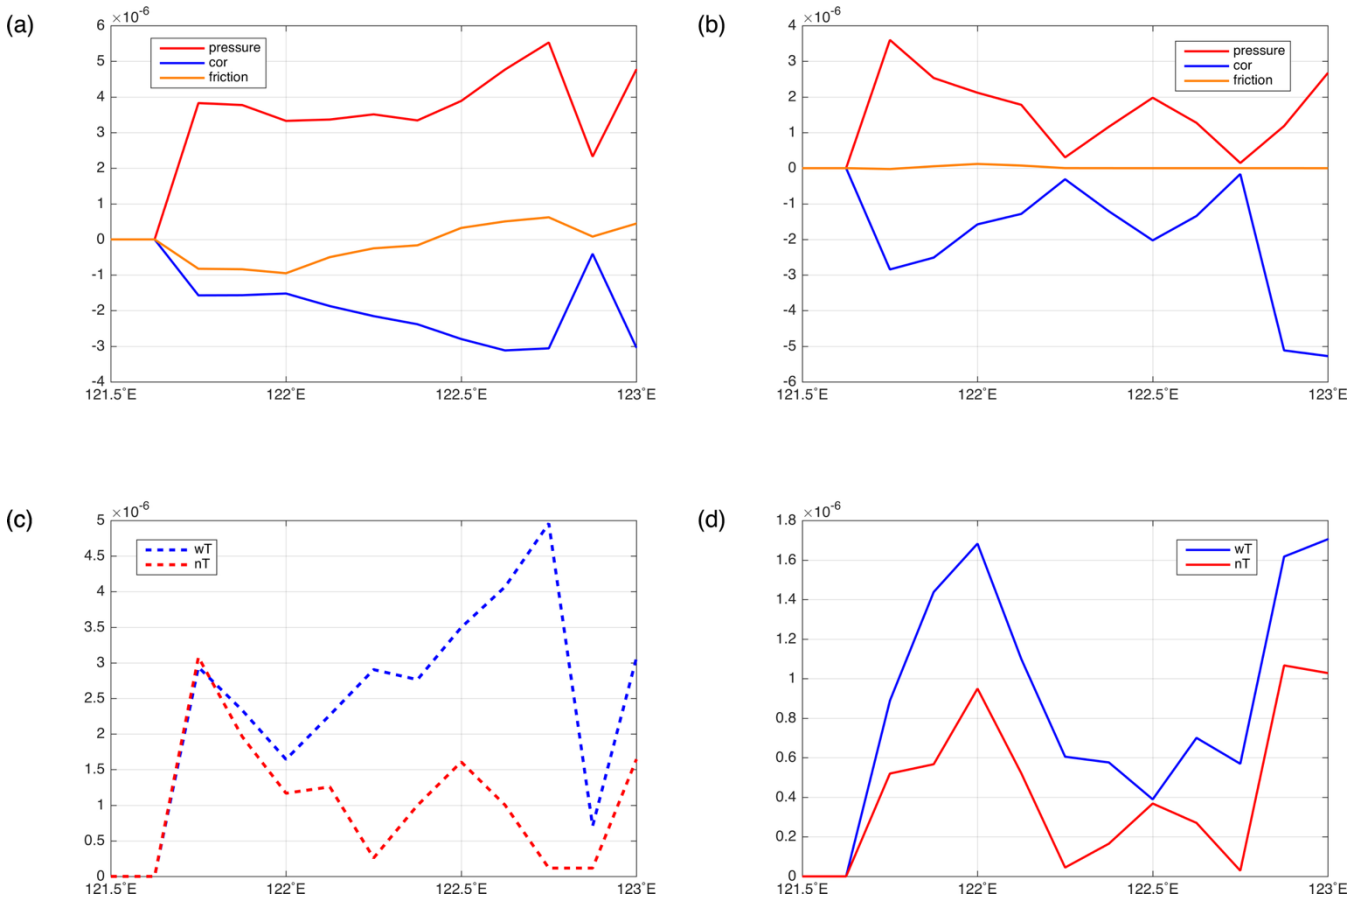 (a)
×10-6
6
5
4
3
2
1
0
-1
-2
-3
-4
pressure
cor
friction
121.5°E
122°E
122.5°E
123°E
(b)
×10-6
4
3
2
1
0
-1
-2
-3
-4
-5
-6
pressure
cor
friction
121.5°E
122°E
122.5°E
123°E
(c)
×10-6
5
4.5
4
3.5
3
2.5
2
1.5
1
0.5
0
wT
nT
121.5°E
122°E
122.5°E
123°E
(d)
×10-6
1.8
1.6
1.4
1.2
1
0.8
0.6
0.4
0.2
0
wT
nT
121.5°E
122°E
122.5°E
123°E